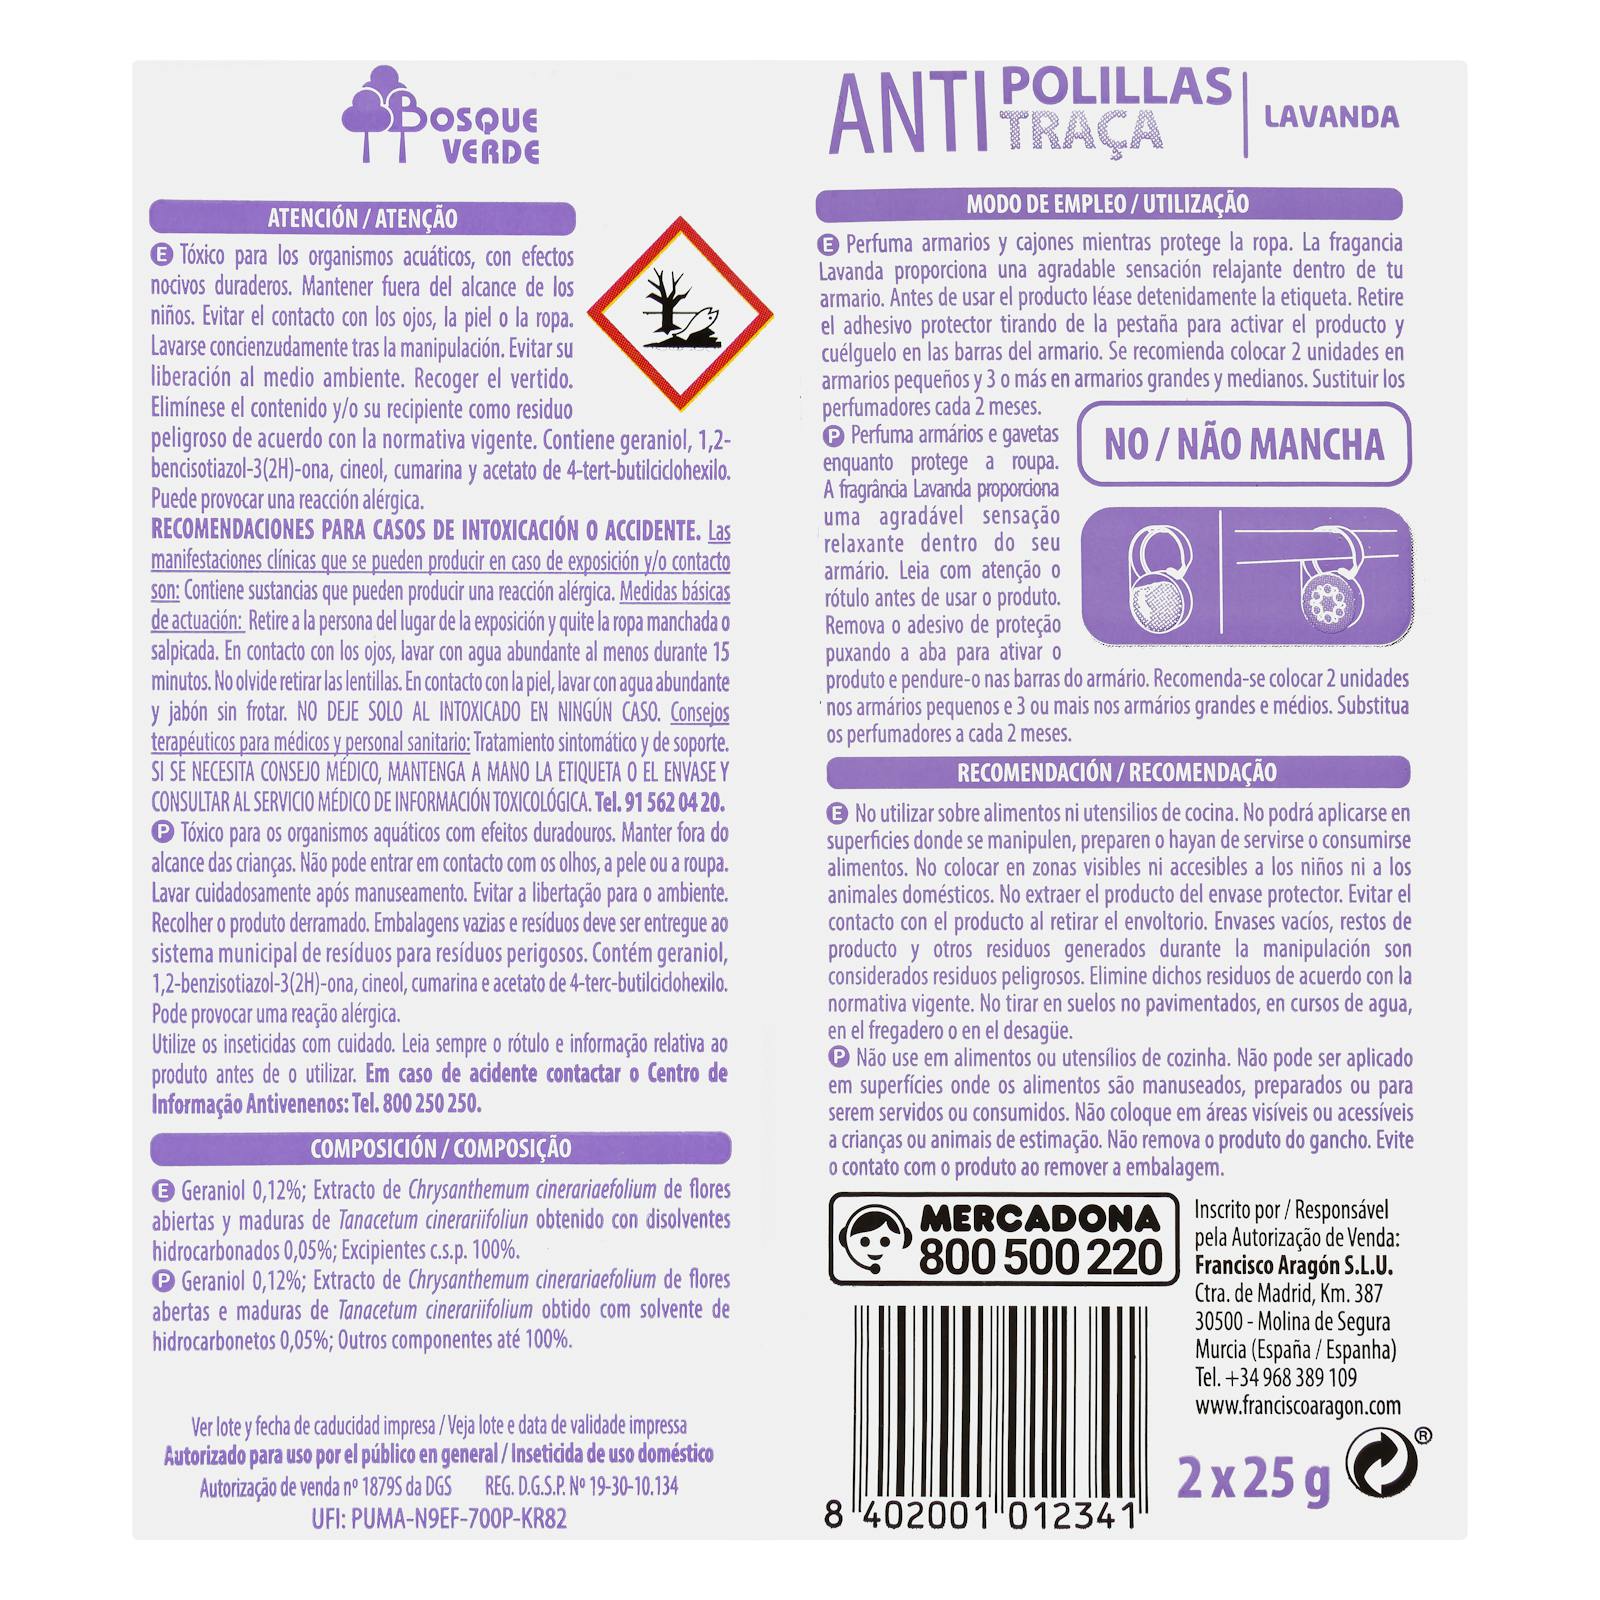 BOSQUE
VERDE
ATENCIÓN / ATENÇÃO
E Tóxico para los organismos acuáticos, con efectos
nocivos duraderos. Mantener fuera del alcance de los
niños. Evitar el contacto con los ojos, la piel o la ropa.
Lavarse concienzudamente tras la manipulación. Evitar su
liberación al medio ambiente. Recoger el vertido.
Elimínese el contenido y/o su recipiente como residuo
peligroso de acuerdo con la normativa vigente. Contiene geraniol, 1,2-
bencisotiazol-3(2H)-ona, cineol, cumarina y acetato de 4-tert-butilciclohexilo.
Puede provocar una reacción alérgica.
RECOMENDACIONES PARA CASOS DE INTOXICACIÓN O ACCIDENTE. Las
manifestaciones clínicas que se pueden producir en caso de exposición y/o contacto
son: Contiene sustancias que pueden producir una reacción alérgica. Medidas básicas
de actuación: Retire a la persona del lugar de la exposición y quite la ropa manchada o
salpicada. En contacto con los ojos, lavar con agua abundante al menos durante 15
minutos. No olvide retirar las lentillas. En contacto con la piel, lavar con agua abundante
y jabón sin frotar. NO DEJE SOLO AL INTOXICADO EN NINGÚN CASO. Consejos
terapéuticos para médicos y personal sanitario: Tratamiento sintomático y de soporte.
SI SE NECESITA CONSEJO MÉDICO, MANTENGA A MANO LA ETIQUETA O EL ENVASE Y
CONSULTAR AL SERVICIO MÉDICO DE INFORMACIÓN TOXICOLÓGICA. Tel. 91 562 04 20.
P Tóxico para os organismos aquáticos com efeitos duradouros. Manter fora do
alcance das crianças. Não pode entrar em contacto com os olhos, a pele ou a roupa.
Lavar cuidadosamente após manuseamento. Evitar a libertação para o ambiente.
Recolher o produto derramado. Embalagens vazias e resíduos deve ser entregue ao
sistema municipal de resíduos para resíduos perigosos. Contém geraniol,
1,2-benzisotiazol-3(2H)-ona, cineol, cumarina e acetato de 4-terc-butilciclohexilo.
Pode provocar uma reação alérgica.
Utilize os inseticidas com cuidado. Leia sempre o rótulo e informação relativa ao
produto antes de o utilizar. Em caso de acidente contactar o Centro de
Informação Antivenenos: Tel. 800 250 250.
COMPOSICIÓN / COMPOSIÇÃO
E Geraniol 0,12%; Extracto de Chrysanthemum cinerariaefolium de flores
abiertas y maduras de Tanacetum cinerariifoliun obtenido con disolventes
hidrocarbonados 0,05%; Excipientes c.s.p. 100%.
P Geraniol 0,12%; Extracto de Chrysanthemum cinerariaefolium de flores
abertas e maduras de Tanacetum cinerariifolium obtido com solvente de
hidrocarbonetos 0,05%; Outros componentes até 100%.
Ver lote y fecha de caducidad impresa / Veja lote e data de validade impressa
Autorizado para uso por el público en general / Inseticida de uso doméstico
Autorização de venda nº 1879S da DGS REG. D.G.S.P. Nº 19-30-10.134
UFI: PUMA-N9EF-700P-KR82
ANTI POLILLAS
TRAÇA
LAVANDA
MODO DE EMPLEO / UTILIZAÇÃO
E Perfuma armarios y cajones mientras protege la ropa. La fragancia
Lavanda proporciona una agradable sensación relajante dentro de tu
armario. Antes de usar el producto léase detenidamente la etiqueta. Retire
el adhesivo protector tirando de la pestaña para activar el producto y
cuélguelo en las barras del armario. Se recomienda colocar 2 unidades en
armarios pequeños y 3 o más en armarios grandes y medianos. Sustituir los
perfumadores cada 2 meses.
P Perfuma armários e gavetas
enquanto protege a roupa.
A fragrância Lavanda proporciona
uma agradável sensação
relaxante dentro do seu
armário. Leia com atenção o
rótulo antes de usar o produto.
Remova o adesivo de proteção
puxando a aba para ativar o
produto e pendure-o nas barras do armário. Recomenda-se colocar 2 unidades
nos armários pequenos e 3 ou mais nos armários grandes e médios. Substitua
os perfumadores a cada 2 meses.
NO / NÃO MANCHA
RECOMENDACIÓN / RECOMENDAÇÃO
E No utilizar sobre alimentos ni utensilios de cocina. No podrá aplicarse en
superficies donde se manipulen, preparen o hayan de servirse o consumirse
alimentos. No colocar en zonas visibles ni accesibles a los niños ni a los
animales domésticos. No extraer el producto del envase protector. Evitar el
contacto con el producto al retirar el envoltorio. Envases vacíos, restos de
producto y otros residuos generados durante la manipulación son
considerados residuos peligrosos. Elimine dichos residuos de acuerdo con la
normativa vigente. No tirar en suelos no pavimentados, en cursos de agua,
en el fregadero o en el desagüe.
P Não use em alimentos ou utensílios de cozinha. Não pode ser aplicado
em superfícies onde os alimentos são manuseados, preparados ou para
serem servidos ou consumidos. Não coloque em áreas visíveis ou acessíveis
a crianças ou animais de estimação. Não remova o produto do gancho. Evite
o contato com o produto ao remover a embalagem.
MERCADONA
800 500 220
Inscrito por / Responsável
pela Autorização de Venda:
Francisco Aragón S.L.U.
Ctra. de Madrid, Km. 387
30500 - Molina de Segura
Murcia (España / Espanha)
Tel. +34 968 389 109
www.franciscoaragon.com
2 x 25 g
®
8 402001 012341